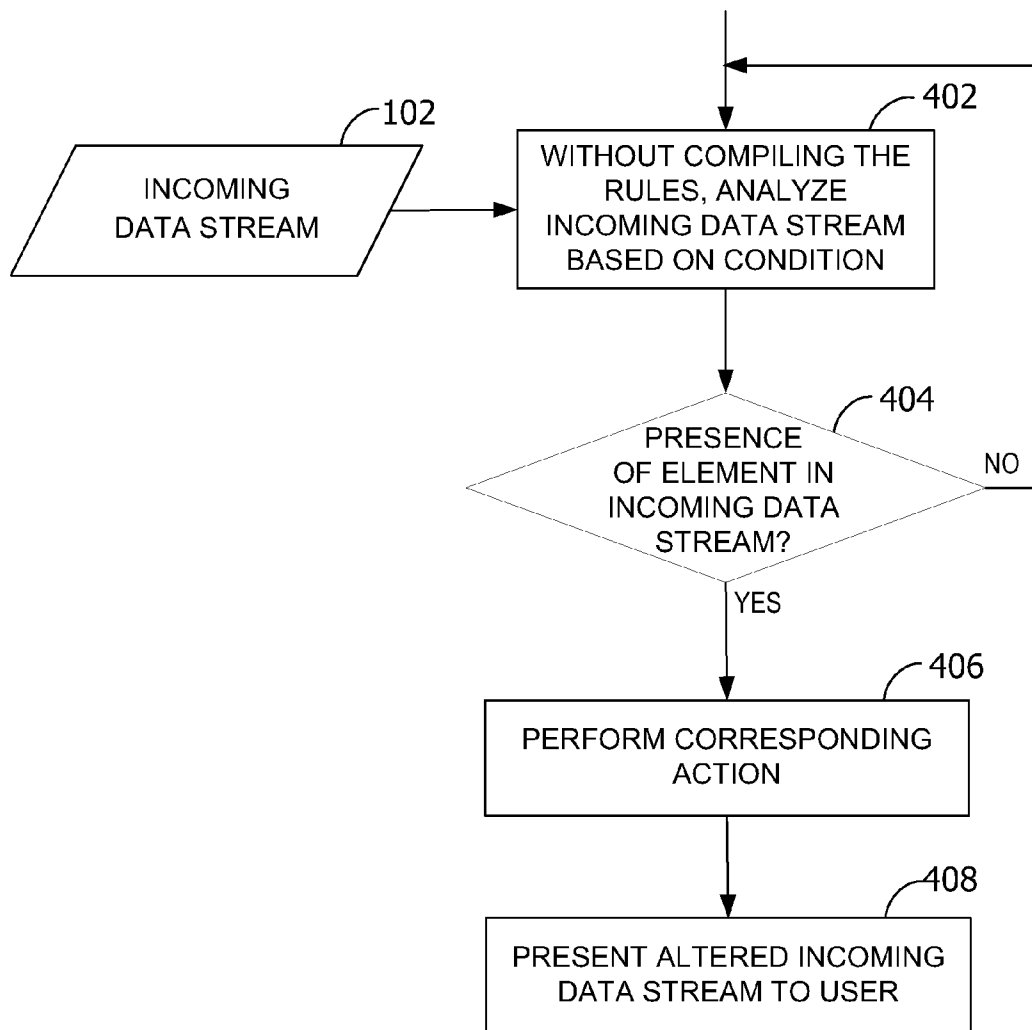 102
INCOMING
DATA STREAM
402
WITHOUT COMPILING THE
RULES, ANALYZE
INCOMING DATA STREAM
BASED ON CONDITION
404
PRESENCE
OF ELEMENT IN
INCOMING DATA
STREAM?
NO
YES
406
PERFORM CORRESPONDING
ACTION
408
PRESENT ALTERED INCOMING
DATA STREAM TO USER